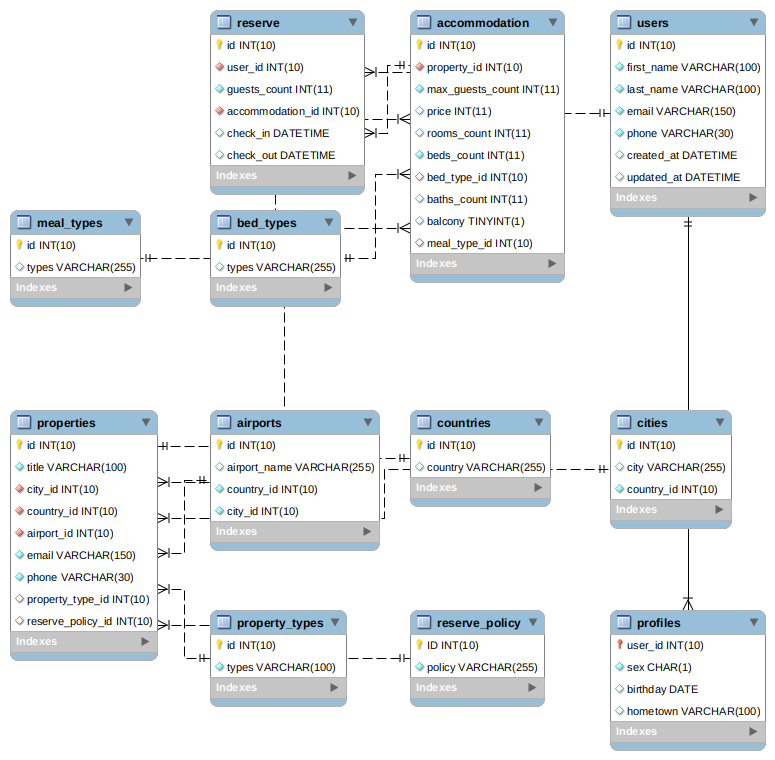 reserve
id INT(10)
user_id INT(10)
guests_count INT(11)
accommodation_id INT(10)
check_in DATETIME
check_out DATETIME
Indexes
accommodation
id INT(10)
property_id INT(10)
max_guests_count INT(11)
price INT(11)
rooms_count INT(11)
beds_count INT(11)
bed_type_id INT(10)
baths_count INT(11)
balcony TINYINT(1)
meal_type_id INT(10)
Indexes
users
id INT(10)
first_name VARCHAR(100)
last_name VARCHAR(100)
email VARCHAR(150)
phone VARCHAR(30)
created_at DATETIME
updated_at DATETIME
Indexes
meal_types
id INT(10)
types VARCHAR(255)
Indexes
bed_types
id INT(10)
types VARCHAR(255)
Indexes
properties
id INT(10)
title VARCHAR(100)
city_id INT(10)
country_id INT(10)
airport_id INT(10)
email VARCHAR(150)
phone VARCHAR(30)
property_type_id INT(10)
reserve_policy_id INT(10)
Indexes
airports
id INT(10)
airport_name VARCHAR(255)
country_id INT(10)
city_id INT(10)
Indexes
countries
id INT(10)
country VARCHAR(255)
Indexes
cities
id INT(10)
city VARCHAR(255)
country_id INT(10)
Indexes
property_types
id INT(10)
types VARCHAR(100)
Indexes
reserve_policy
ID INT(10)
policy VARCHAR(255)
Indexes
profiles
user_id INT(10)
sex CHAR(1)
birthday DATE
hometown VARCHAR(100)
Indexes